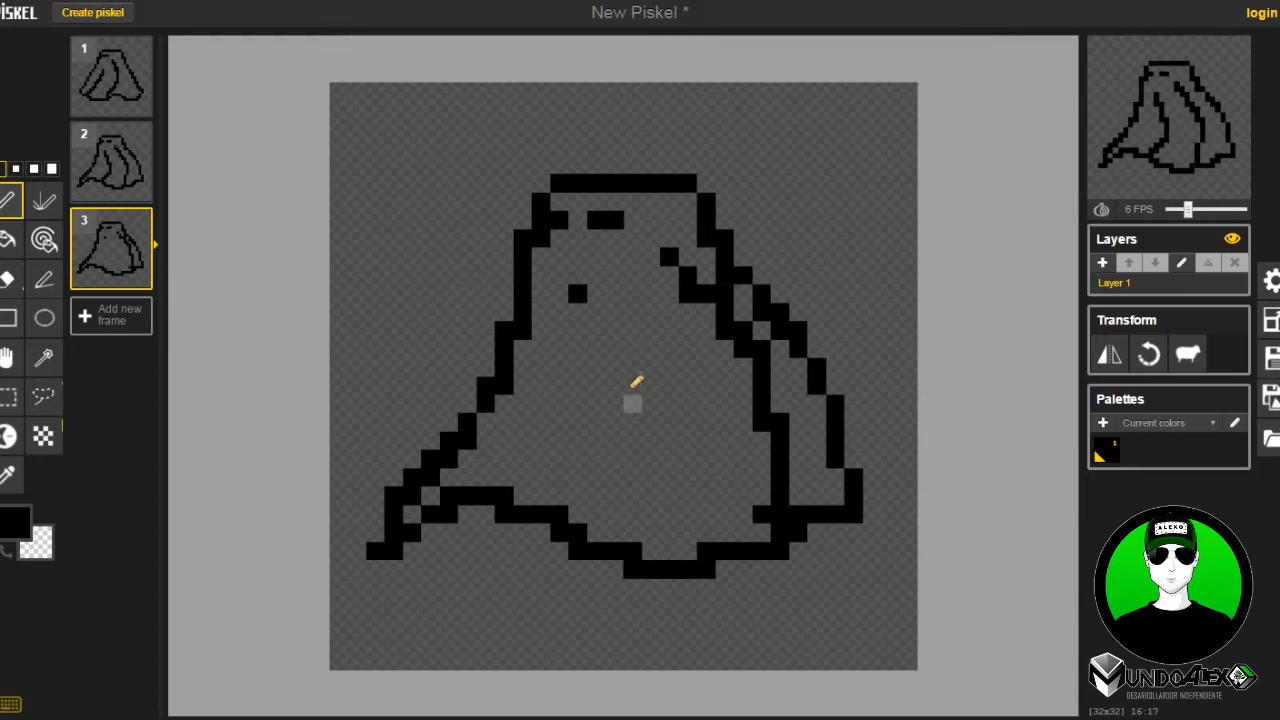 PISKEL
Create piskel
New Piskel *
login
1
2
3
Add new
frame
6 FPS
Layers
Layer 1
Transform
Palettes
Current colors
1
ALEXO
MUNDOALEXO
DESARROLLADOR INDEPENDIENTE
[32x32] 16:17